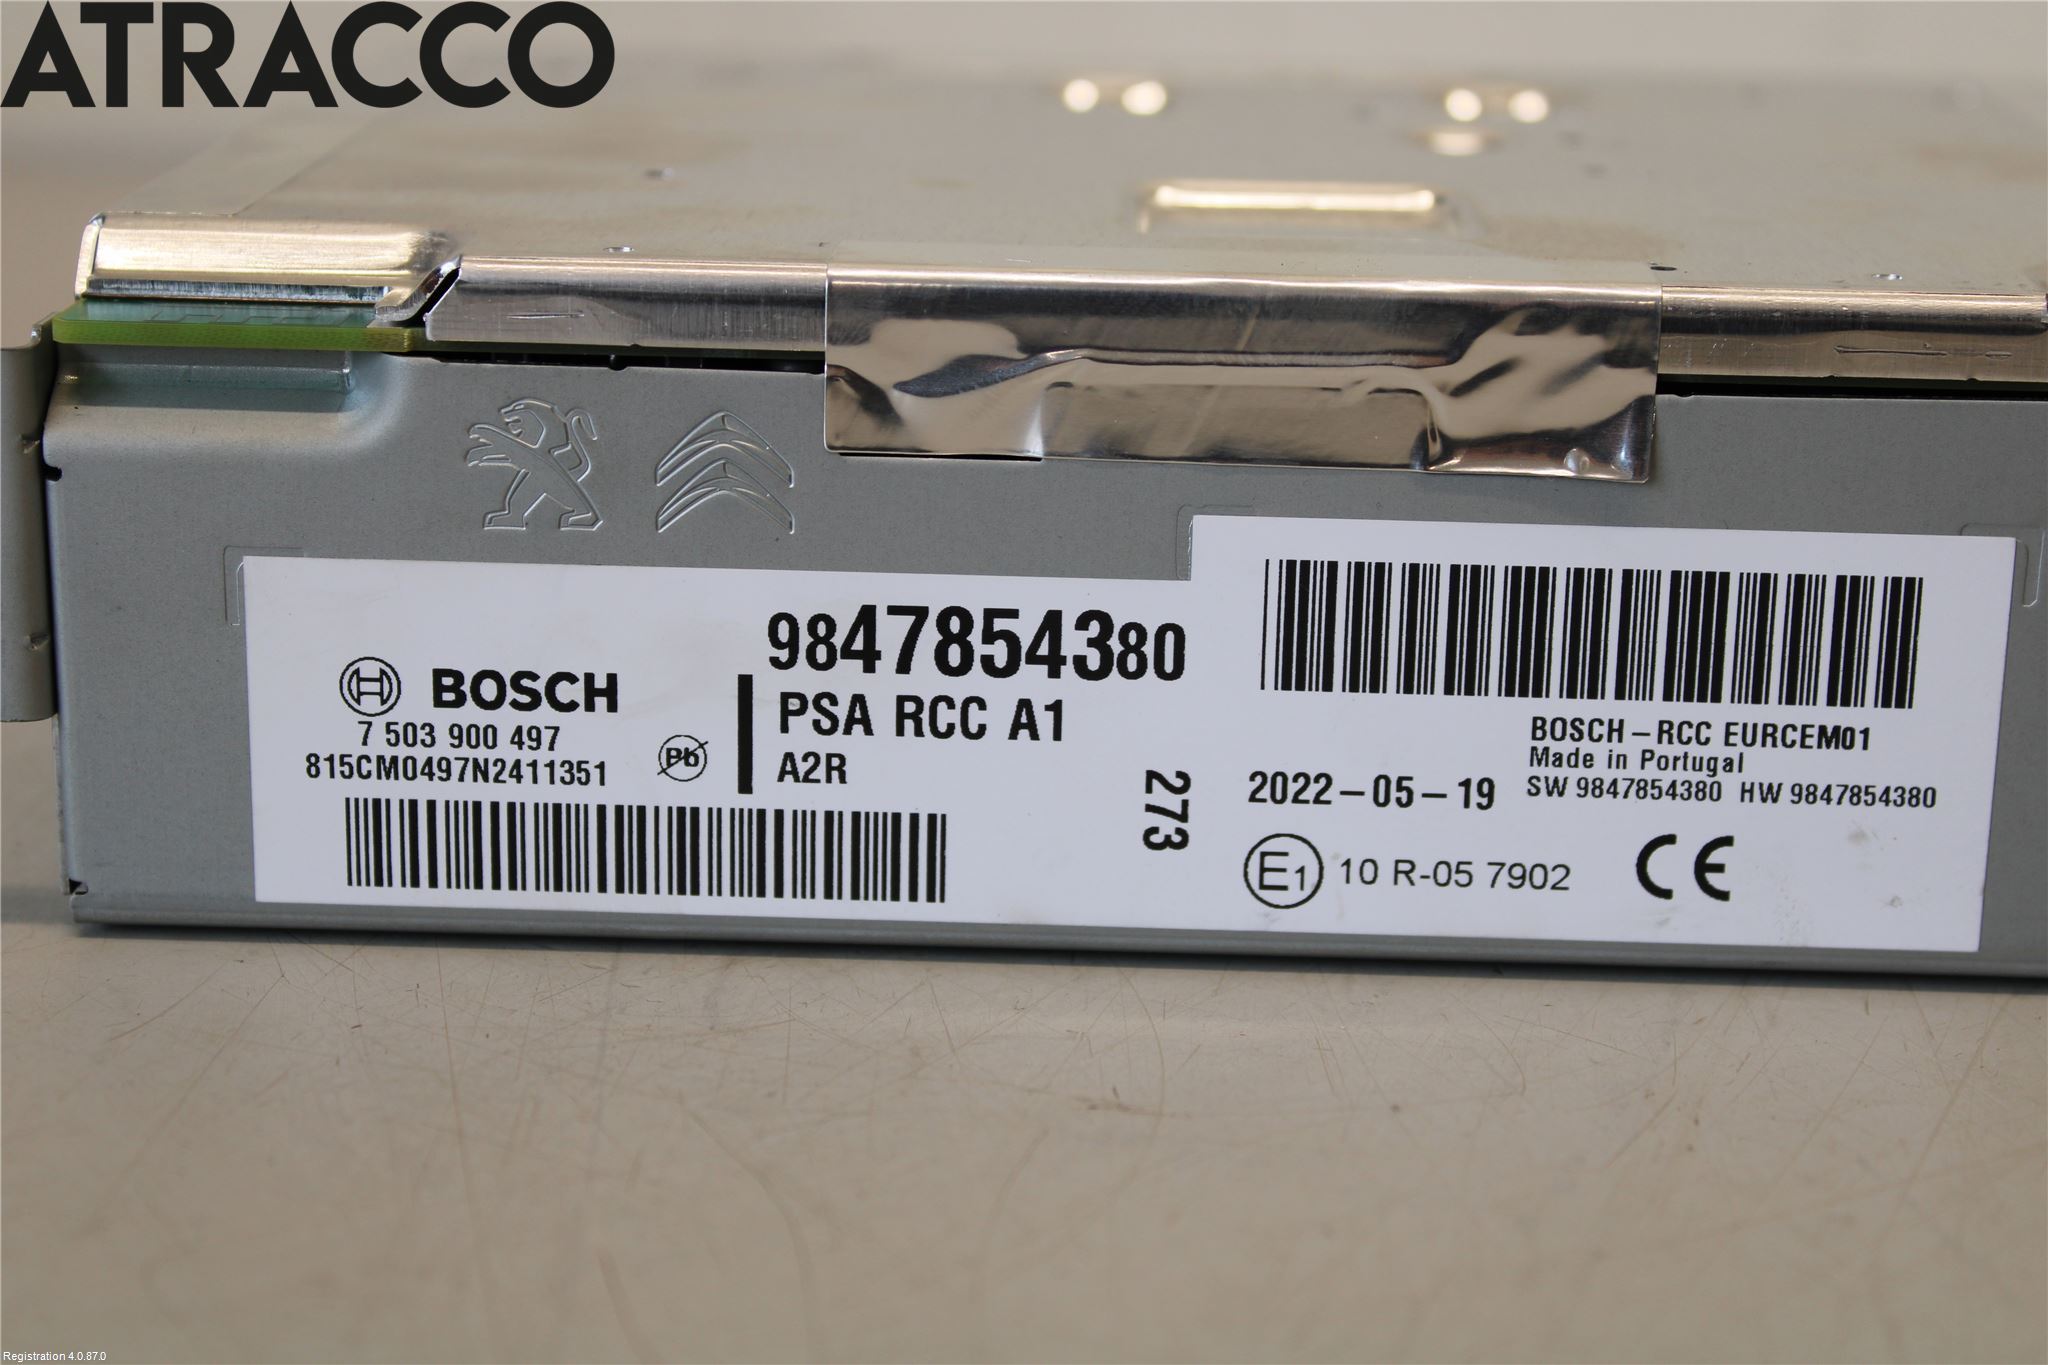 ATRACCO
BOSCH
7 503 900 497
815CM0497N2411351
Pb
9847854380
PSA RCC A1
A2R
273
BOSCH-RCC EURCEM01
Made in Portugal
2022-05-19
SW 9847854380 HW 9847854380
E1 10 R-05 7902
CE
Registration 4.0.87.0